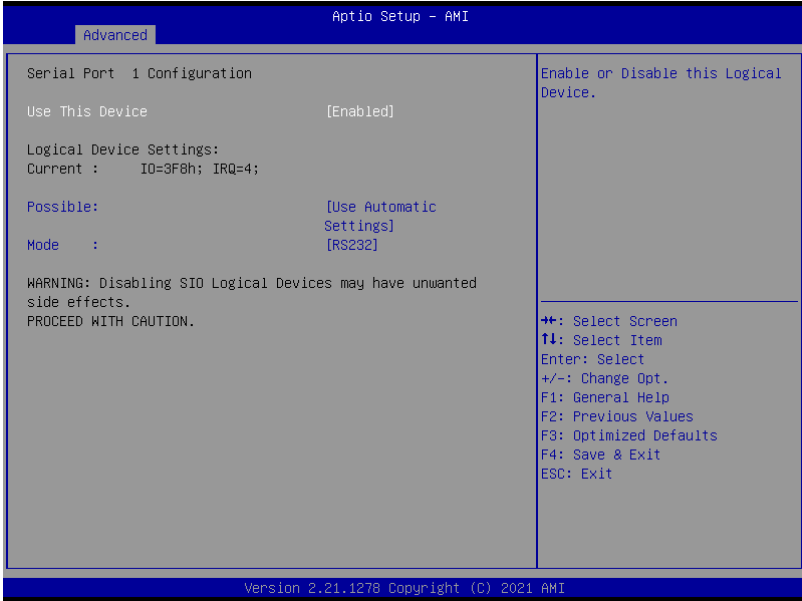 Aptio Setup – AMI
Advanced
Serial Port 1 Configuration
Use This Device [Enabled]
Logical Device Settings:
Current : IO=3F8h; IRQ=4;
Possible: [Use Automatic
Settings]
Mode : [RS232]
WARNING: Disabling SIO Logical Devices may have unwanted
side effects.
PROCEED WITH CAUTION.
Enable or Disable this Logical
Device.
→←: Select Screen
↑↓: Select Item
Enter: Select
+/-: Change Opt.
F1: General Help
F2: Previous Values
F3: Optimized Defaults
F4: Save & Exit
ESC: Exit
Version 2.21.1278 Copyright (C) 2021 AMI